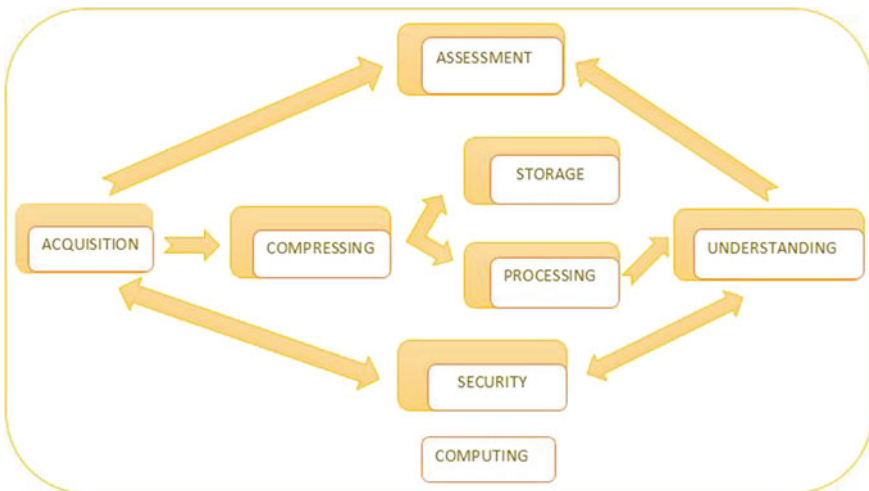 ASSESSMENT
STORAGE
ACQUISITION
COMPRESSING
UNDERSTANDING
PROCESSING
SECURITY
COMPUTING